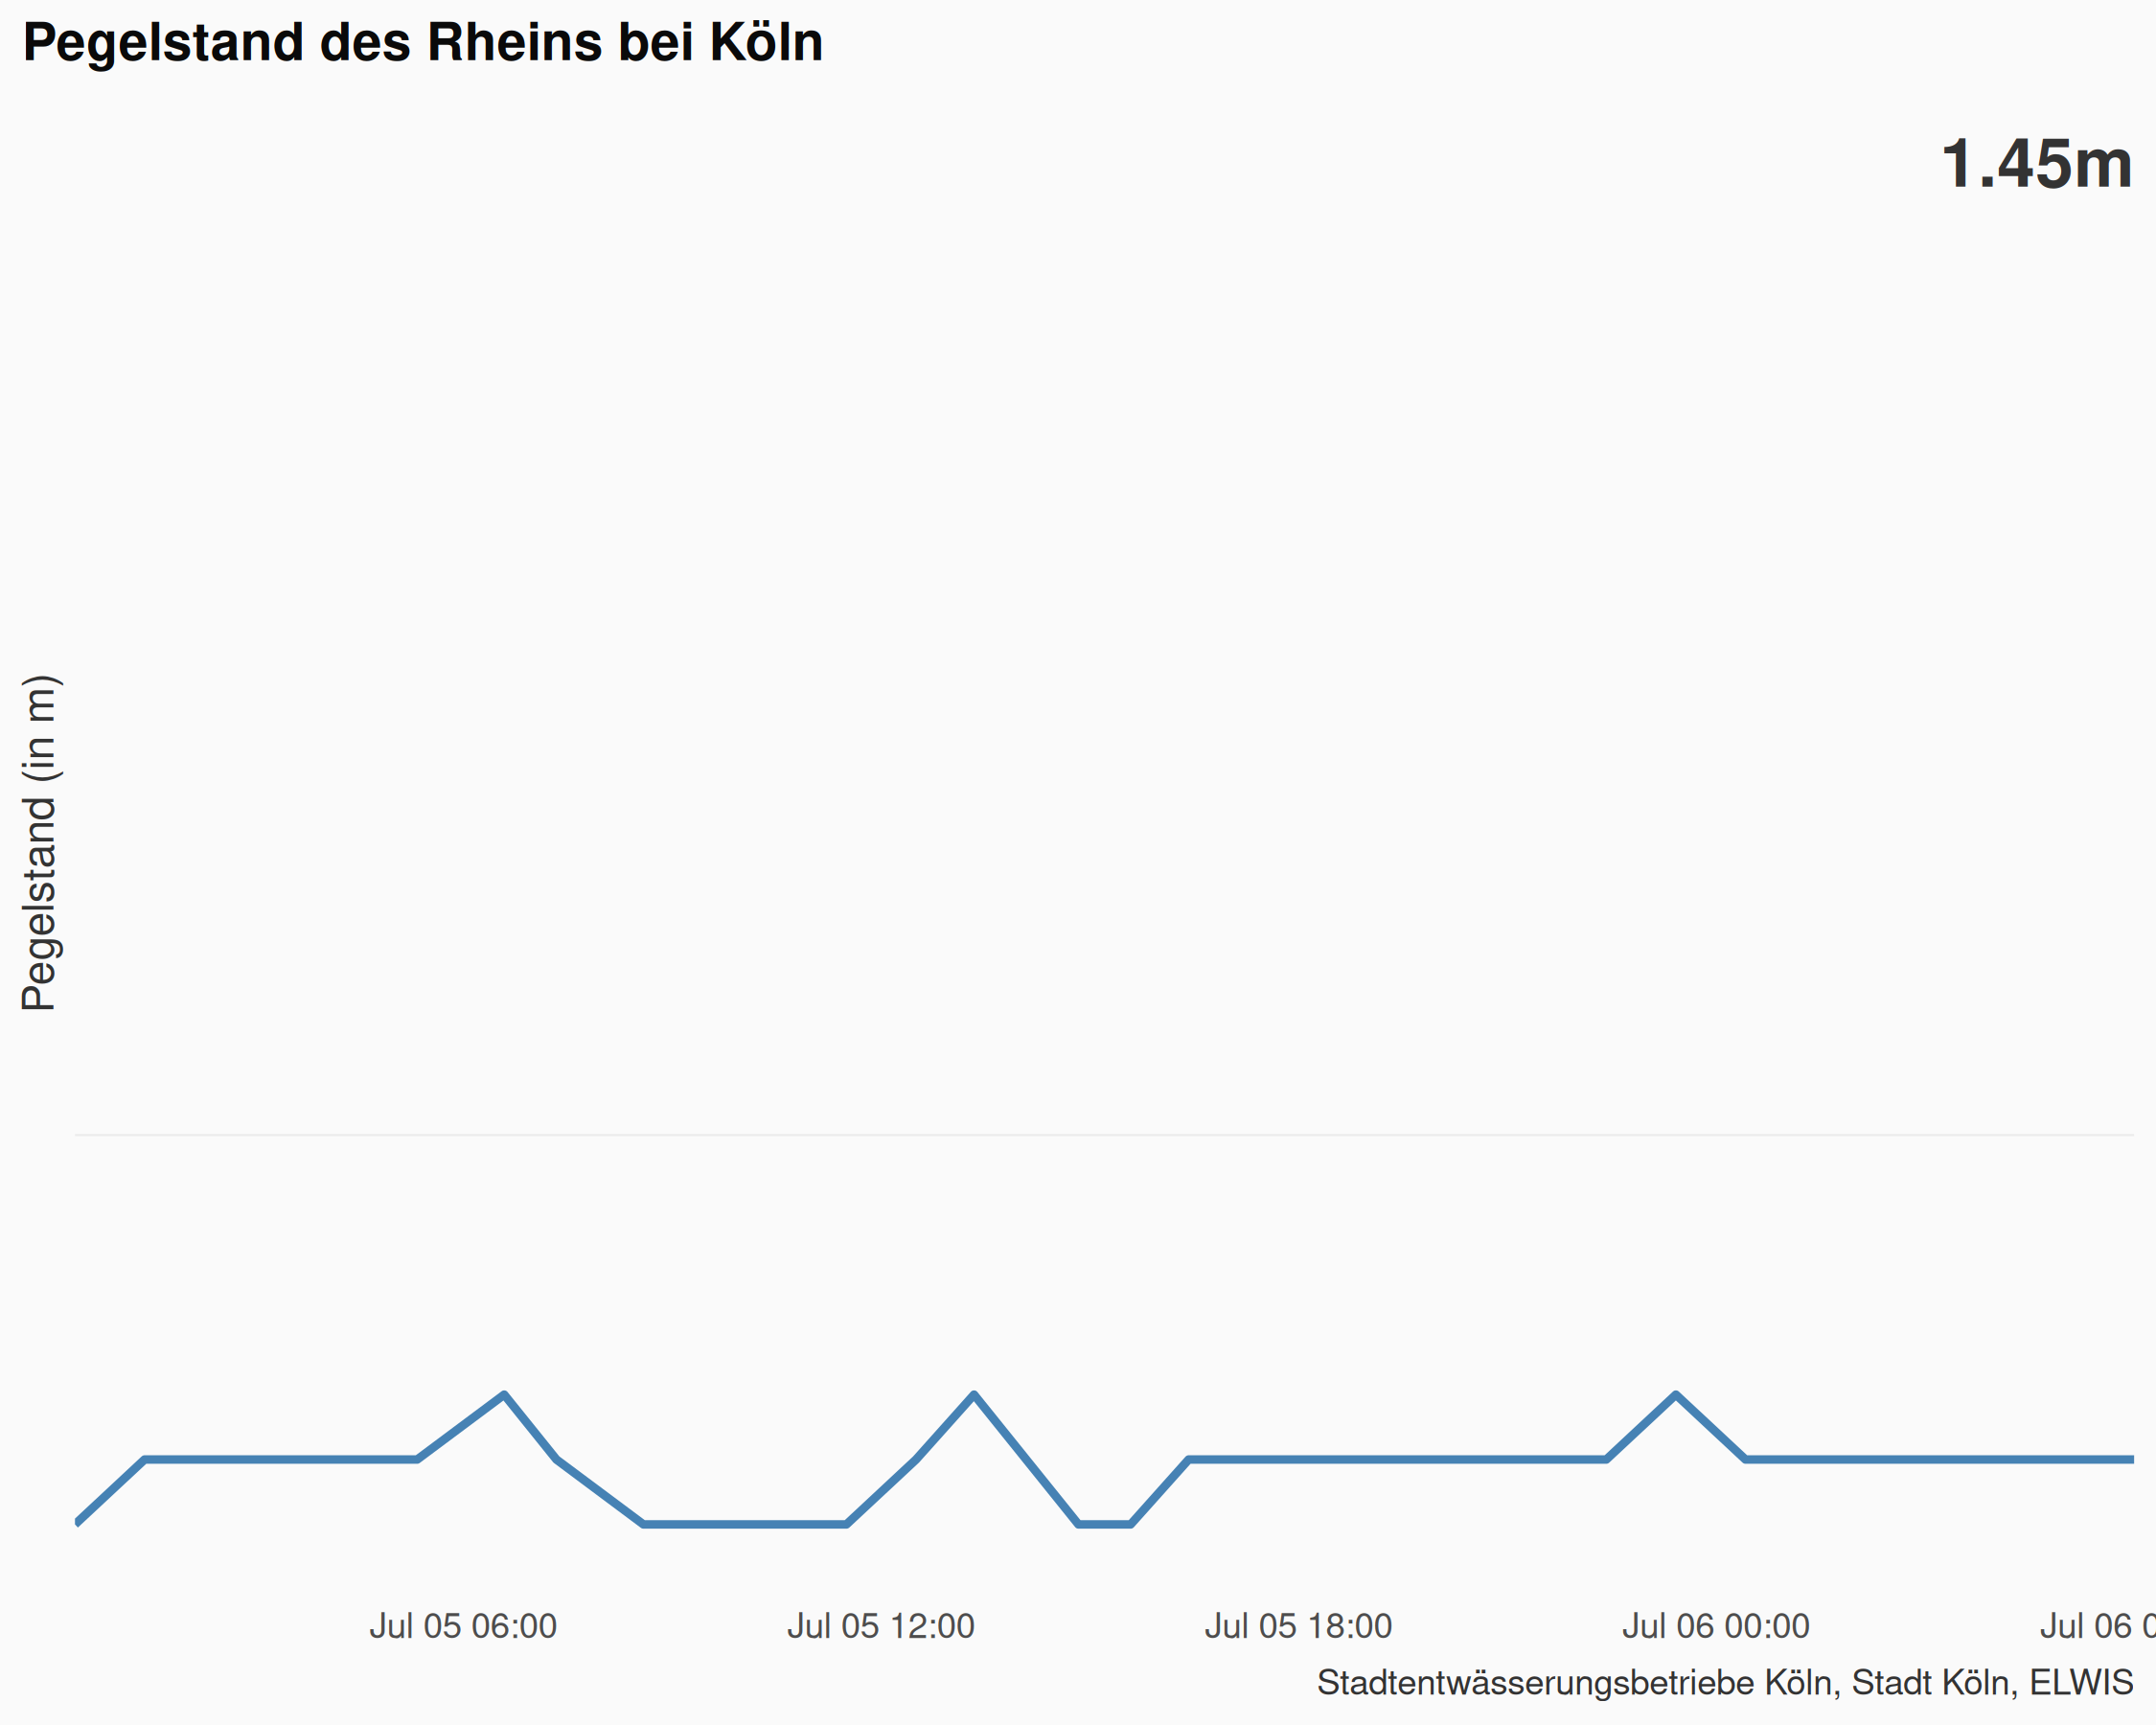 Pegelstand des Rheins bei Köln
1.45m
Pegelstand (in m)
Jul 05 06:00 Jul 05 12:00 Jul 05 18:00 Jul 06 00:00 Jul 06
Stadtentwässerungsbetriebe Köln, Stadt Köln, ELWIS